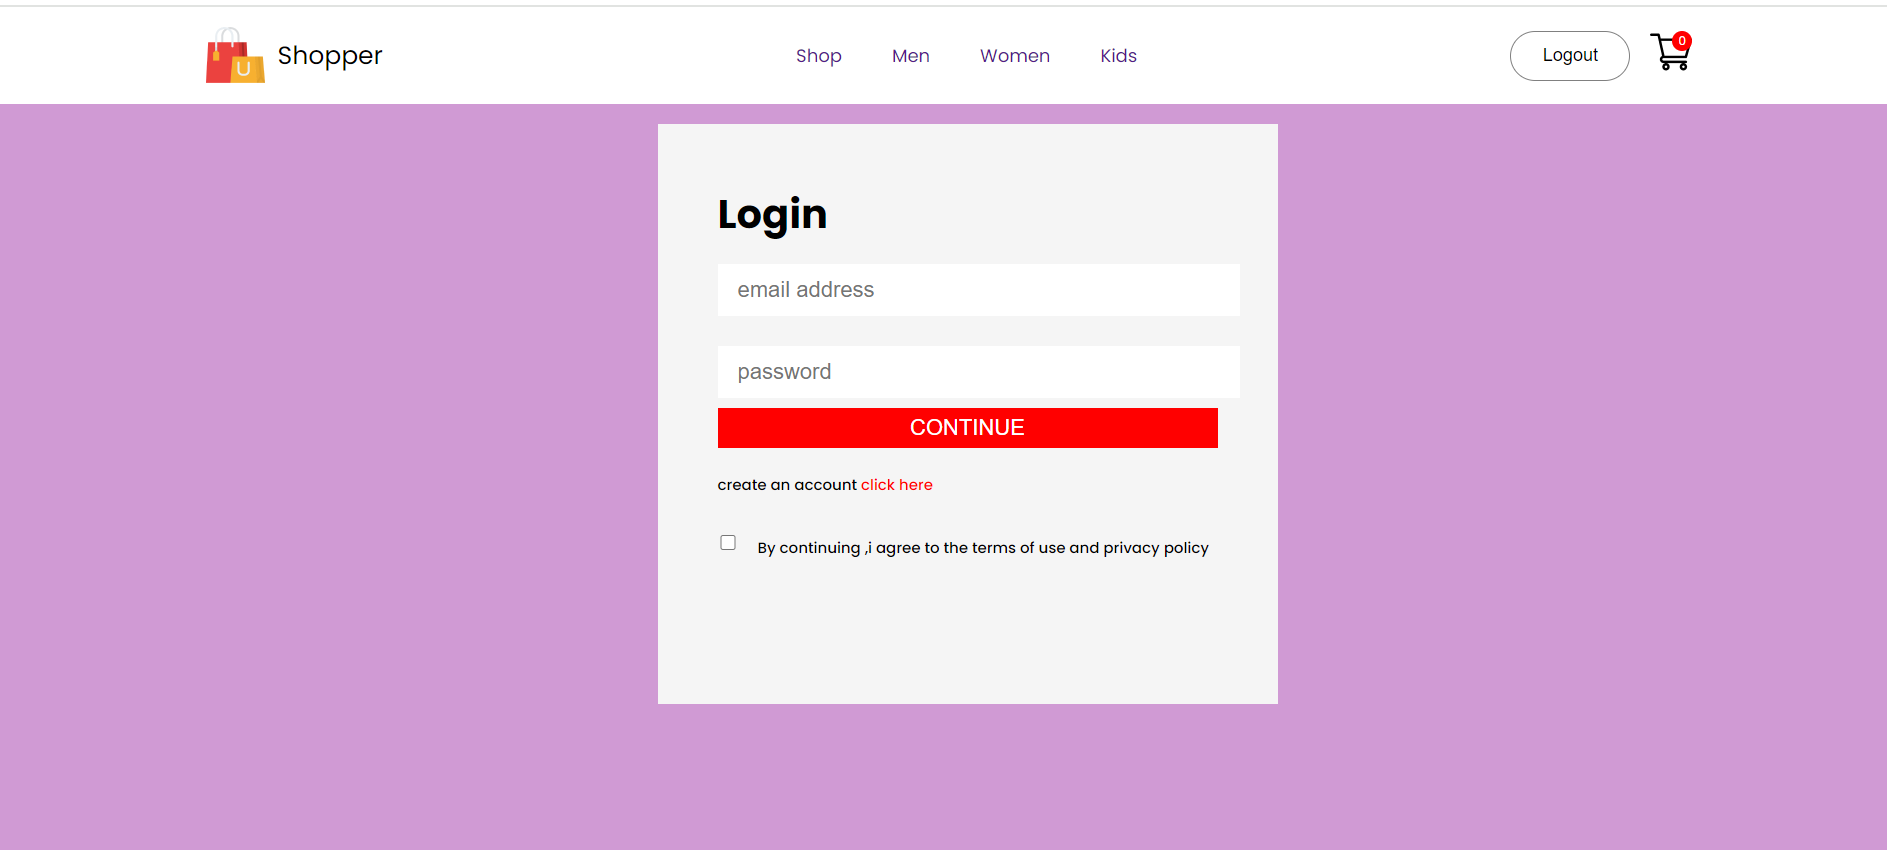 U Shopper Shop Men Women Kids Logout 0
Login
email address
password
CONTINUE
create an account click here
By continuing ,i agree to the terms of use and privacy policy